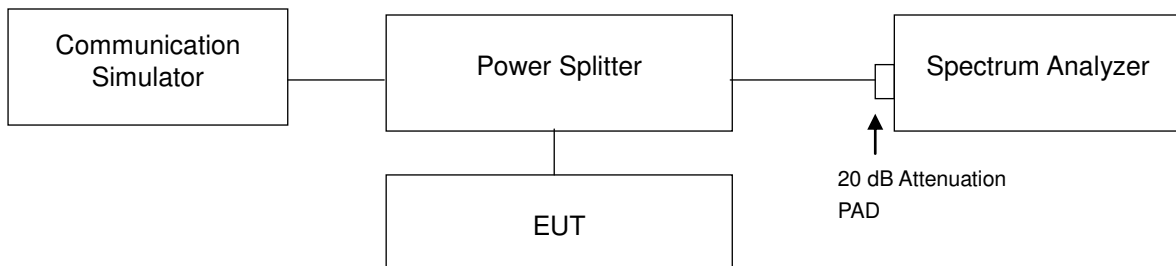 Communication
Simulator
Power Splitter
Spectrum Analyzer
20 dB Attenuation
PAD
EUT